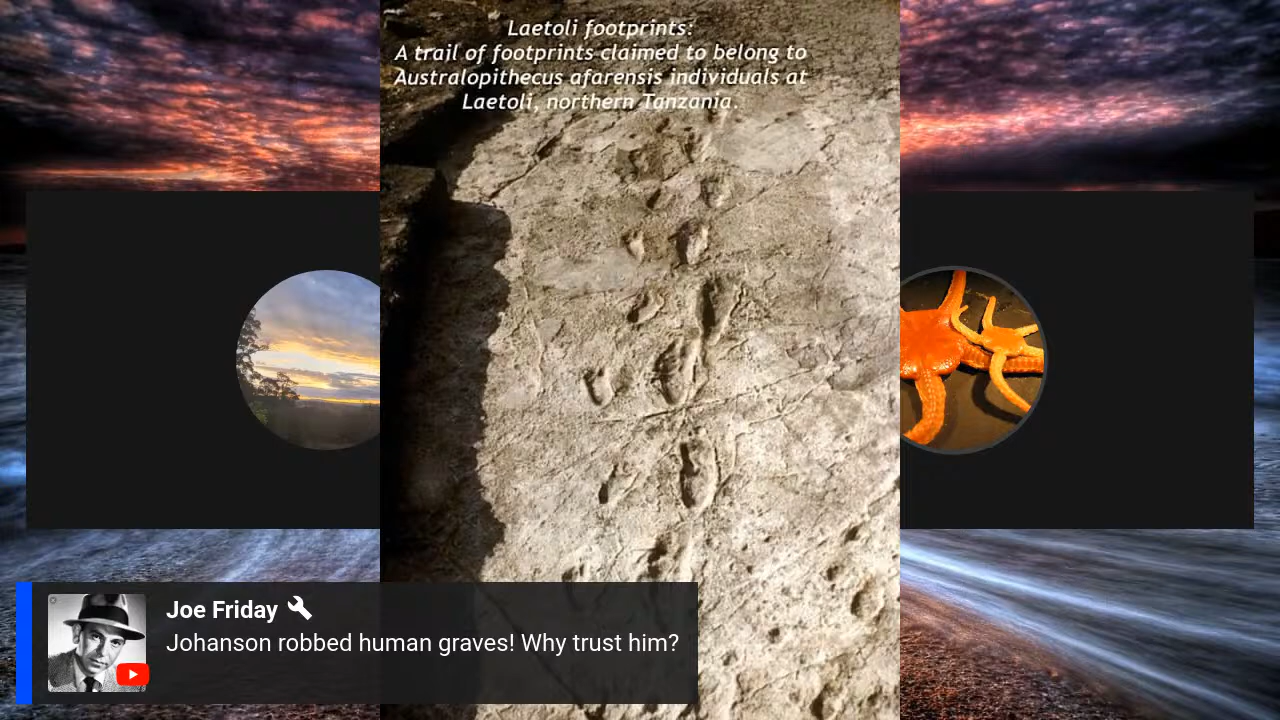 Laetoli footprints:
A trail of footprints claimed to belong to
Australopithecus afarensis individuals at
Laetoli, northern Tanzania.
Joe Friday
Johanson robbed human graves! Why trust him?